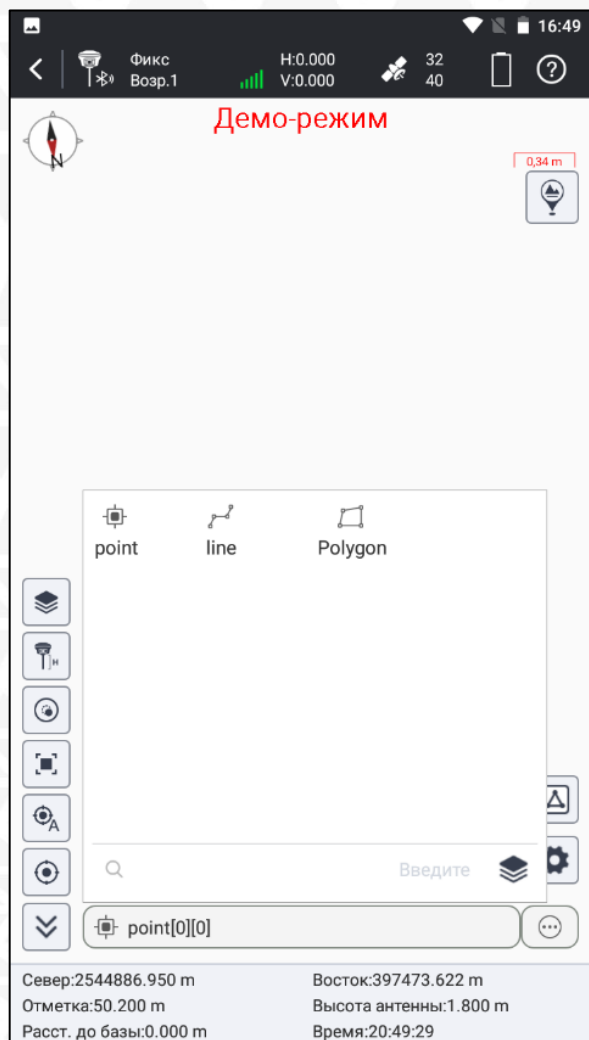 16:49
Фикс H:0.000 32
Возр.1 V:0.000 40
Демо-режим
N
0,34 m
point line Polygon
H
A
Введите
point[0][0]
Север:2544886.950 m Восток:397473.622 m
Отметка:50.200 m Высота антенны:1.800 m
Расст. до базы:0.000 m Время:20:49:29